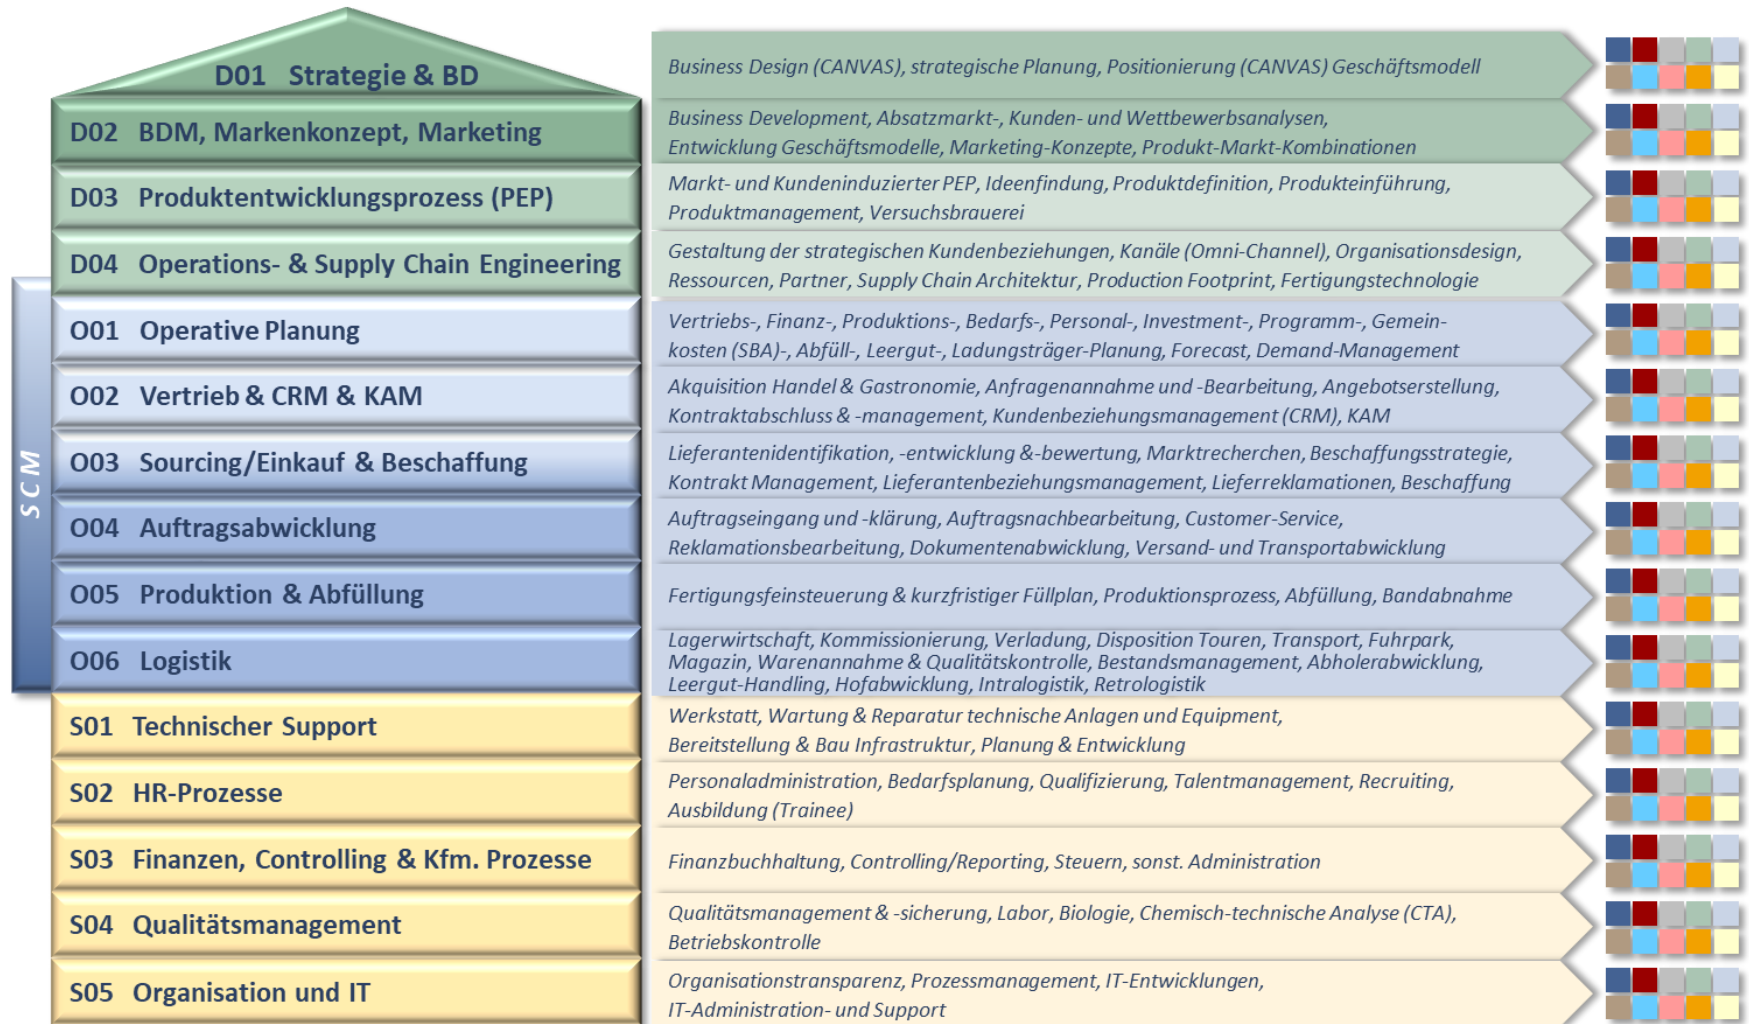 D01 Strategie & BD
Business Design (CANVAS), strategische Planung, Positionierung (CANVAS) Geschäftsmodell
D02 BDM, Markenkonzept, Marketing
Business Development, Absatzmarkt-, Kunden- und Wettbewerbsanalysen,
Entwicklung Geschäftsmodelle, Marketing-Konzepte, Produkt-Markt-Kombinationen
D03 Produktentwicklungsprozess (PEP)
Markt- und Kundeninduzierter PEP, Ideenfindung, Produktdefinition, Produkteinführung,
Produktmanagement, Versuchsbrauerei
D04 Operations- & Supply Chain Engineering
Gestaltung der strategischen Kundenbeziehungen, Kanäle (Omni-Channel), Organisationsdesign,
Ressourcen, Partner, Supply Chain Architektur, Production Footprint, Fertigungstechnologie
SCM
O01 Operative Planung
Vertriebs-, Finanz-, Produktions-, Bedarfs-, Personal-, Investment-, Programm-, Gemein-
kosten (SBA)-, Abfüll-, Leergut-, Ladungsträger-Planung, Forecast, Demand-Management
O02 Vertrieb & CRM & KAM
Akquisition Handel & Gastronomie, Anfragenannahme und -Bearbeitung, Angebotserstellung,
Kontraktabschluss & -management, Kundenbeziehungsmanagement (CRM), KAM
O03 Sourcing/Einkauf & Beschaffung
Lieferantenidentifikation, -entwicklung &-bewertung, Marktrecherchen, Beschaffungsstrategie,
Kontrakt Management, Lieferantenbeziehungsmanagement, Lieferreklamationen, Beschaffung
O04 Auftragsabwicklung
Auftragseingang und -klärung, Auftragsnachbearbeitung, Customer-Service,
Reklamationsbearbeitung, Dokumentenabwicklung, Versand- und Transportabwicklung
O05 Produktion & Abfüllung
Fertigungsfeinsteuerung & kurzfristiger Füllplan, Produktionsprozess, Abfüllung, Bandabnahme
O06 Logistik
Lagerwirtschaft, Kommissionierung, Verladung, Disposition Touren, Transport, Fuhrpark,
Magazin, Warenannahme & Qualitätskontrolle, Bestandsmanagement, Abholerabwicklung,
Leergut-Handling, Hofabwicklung, Intralogistik, Retrologistik
S01 Technischer Support
Werkstatt, Wartung & Reparatur technische Anlagen und Equipment,
Bereitstellung & Bau Infrastruktur, Planung & Entwicklung
S02 HR-Prozesse
Personaladministration, Bedarfsplanung, Qualifizierung, Talentmanagement, Recruiting,
Ausbildung (Trainee)
S03 Finanzen, Controlling & Kfm. Prozesse
Finanzbuchhaltung, Controlling/Reporting, Steuern, sonst. Administration
S04 Qualitätsmanagement
Qualitätsmanagement & -sicherung, Labor, Biologie, Chemisch-technische Analyse (CTA),
Betriebskontrolle
S05 Organisation und IT
Organisationstransparenz, Prozessmanagement, IT-Entwicklungen,
IT-Administration- und Support